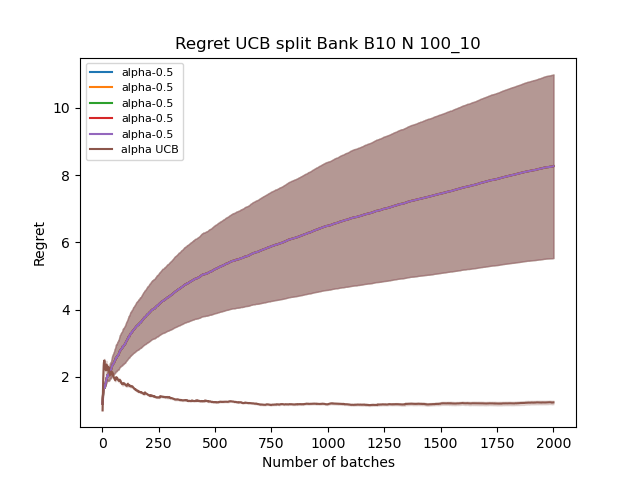 Regret UCB split Bank B10 N 100_10
alpha-0.5
alpha-0.5
alpha-0.5
alpha-0.5
alpha-0.5
alpha UCB
Regret
10
8
6
4
2
0 250 500 750 1000 1250 1500 1750 2000
Number of batches